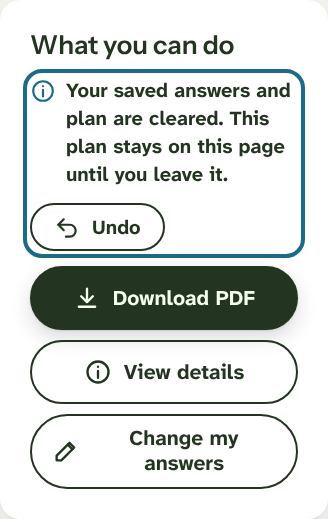 What you can do
Your saved answers and
plan are cleared. This
plan stays on this page
until you leave it.
Undo
Download PDF
View details
Change my
answers